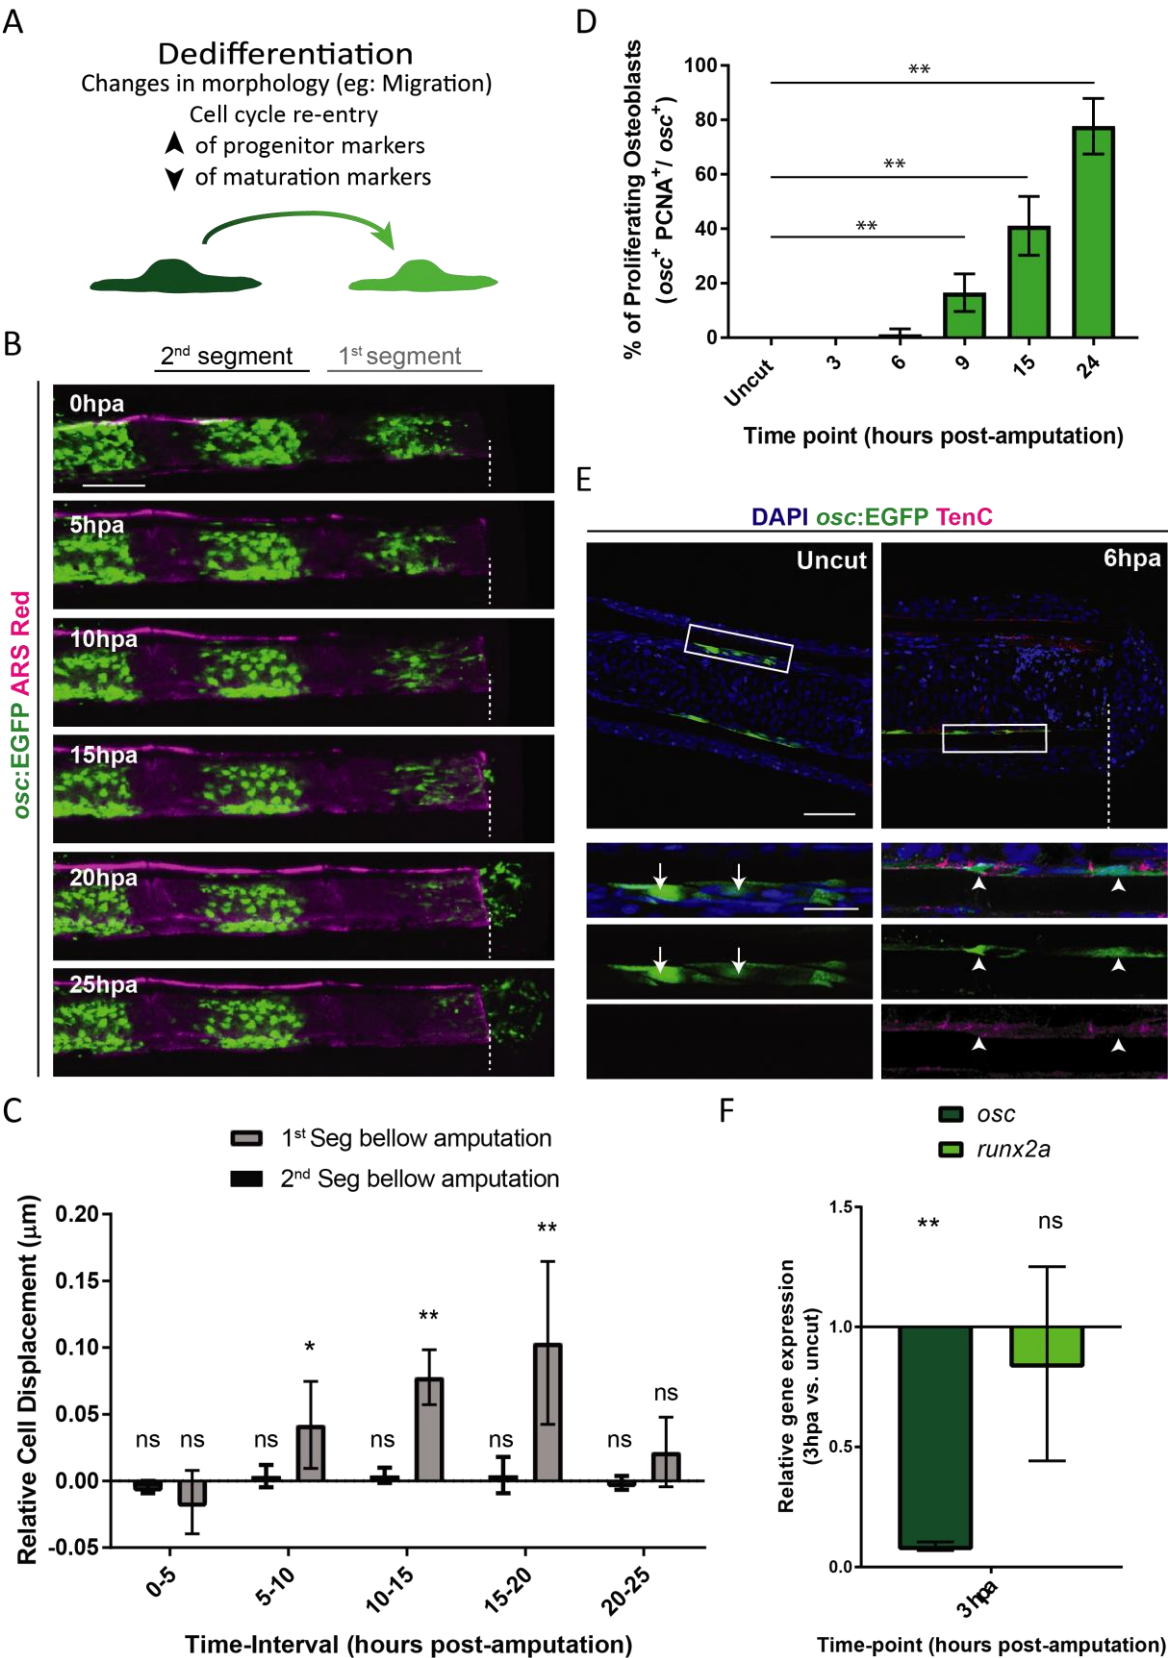 A
Dedifferentiation
Changes in morphology (eg: Migration)
Cell cycle re-entry
of progenitor markers
of maturation markers
B
2nd segment
1st segment
osc:EGFP ARS Red
0hpa
5hpa
10hpa
15hpa
20hpa
25hpa
C
1st Seg bellow amputation
2nd Seg bellow amputation
Relative Cell Displacement (µm)
0.20
0.15
0.10
0.05
0.00
-0.05
ns ns
ns *
ns **
ns **
ns ns
0-5
5-10
10-15
15-20
20-25
Time-Interval (hours post-amputation)
D
% of Proliferating Osteoblasts
(osc+ PCNA+/ osc+)
100
80
60
40
20
0
**
**
**
Uncut
3
6
9
15
24
Time point (hours post-amputation)
E
DAPI osc:EGFP TenC
Uncut
6hpa
F
osc
runx2a
Relative gene expression
(3hpa vs. uncut)
1.5
1.0
0.5
0.0
** ns
3 hpa
Time-point (hours post-amputation)